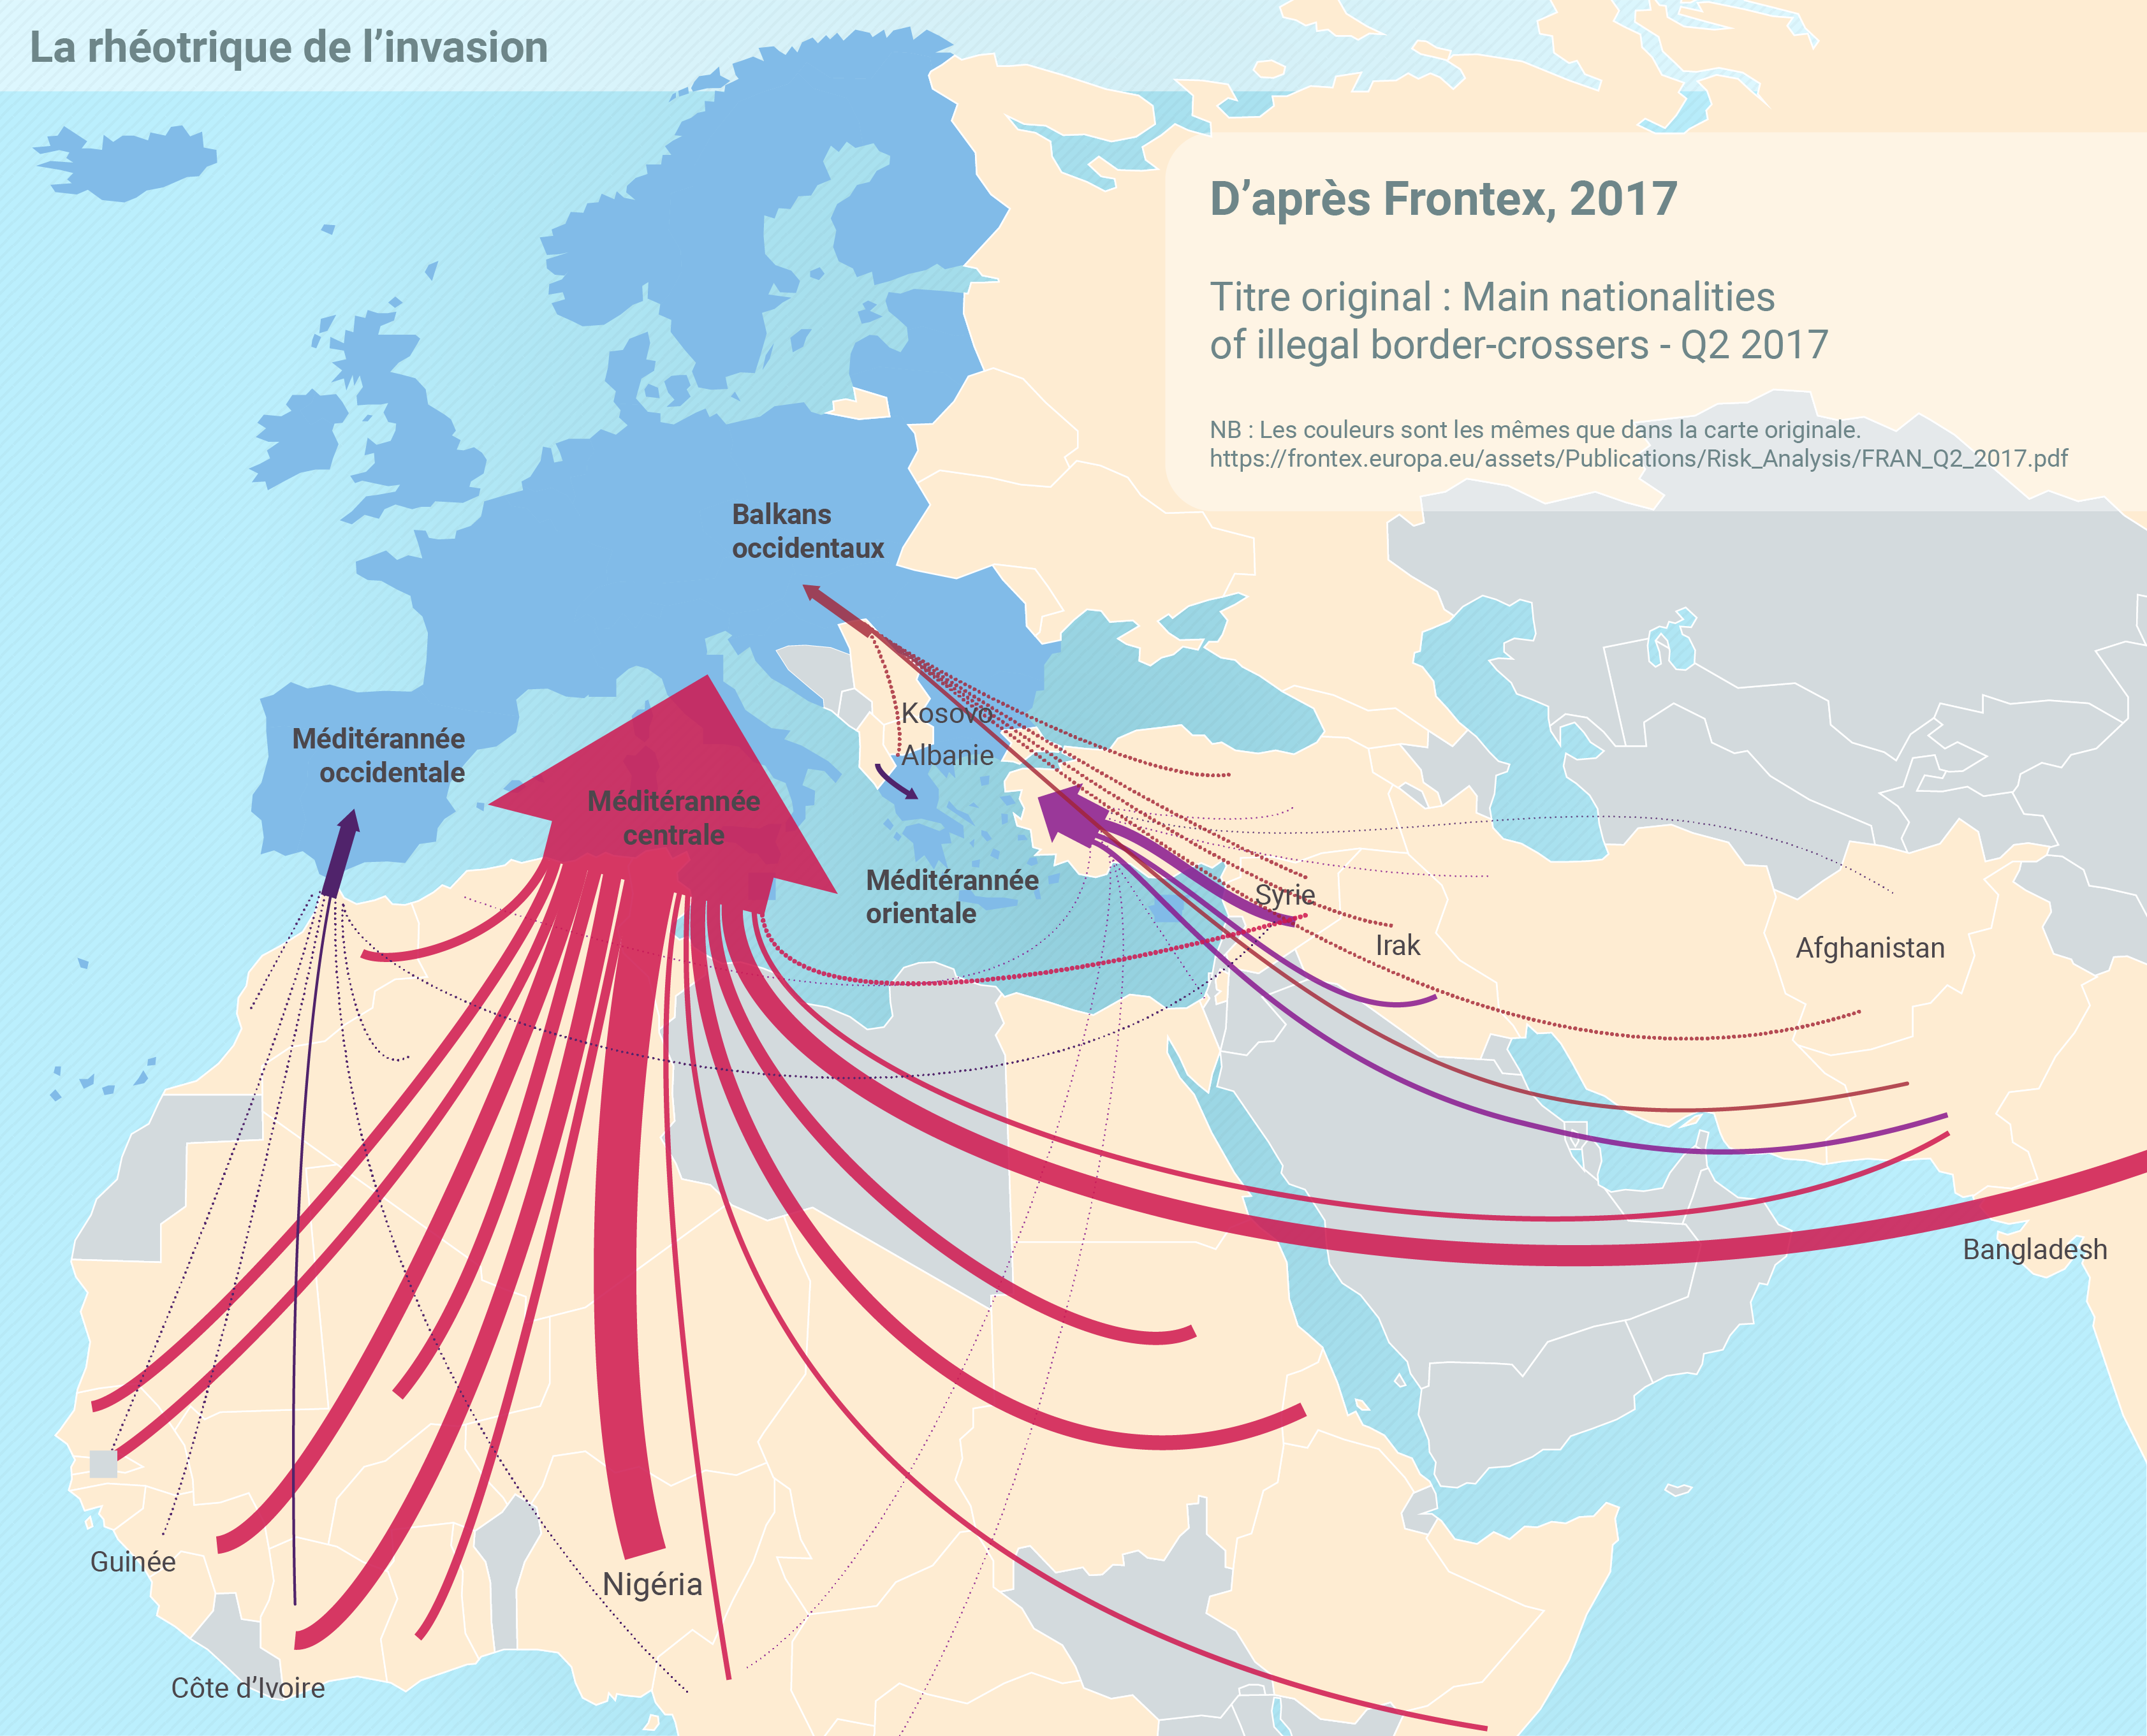 La rhéotrique de l’invasion
D’après Frontex, 2017
Titre original : Main nationalities
of illegal border-crossers - Q2 2017
NB : Les couleurs sont les mêmes que dans la carte originale.
https://frontex.europa.eu/assets/Publications/Risk_Analysis/FRAN_Q2_2017.pdf
Balkans
occidentaux
Kosovo
Albanie
Méditérannée
occidentale
Méditérannée
centrale
Méditérannée
orientale
Syrie
Irak
Afghanistan
Bangladesh
Guinée
Nigéria
Côte d’Ivoire